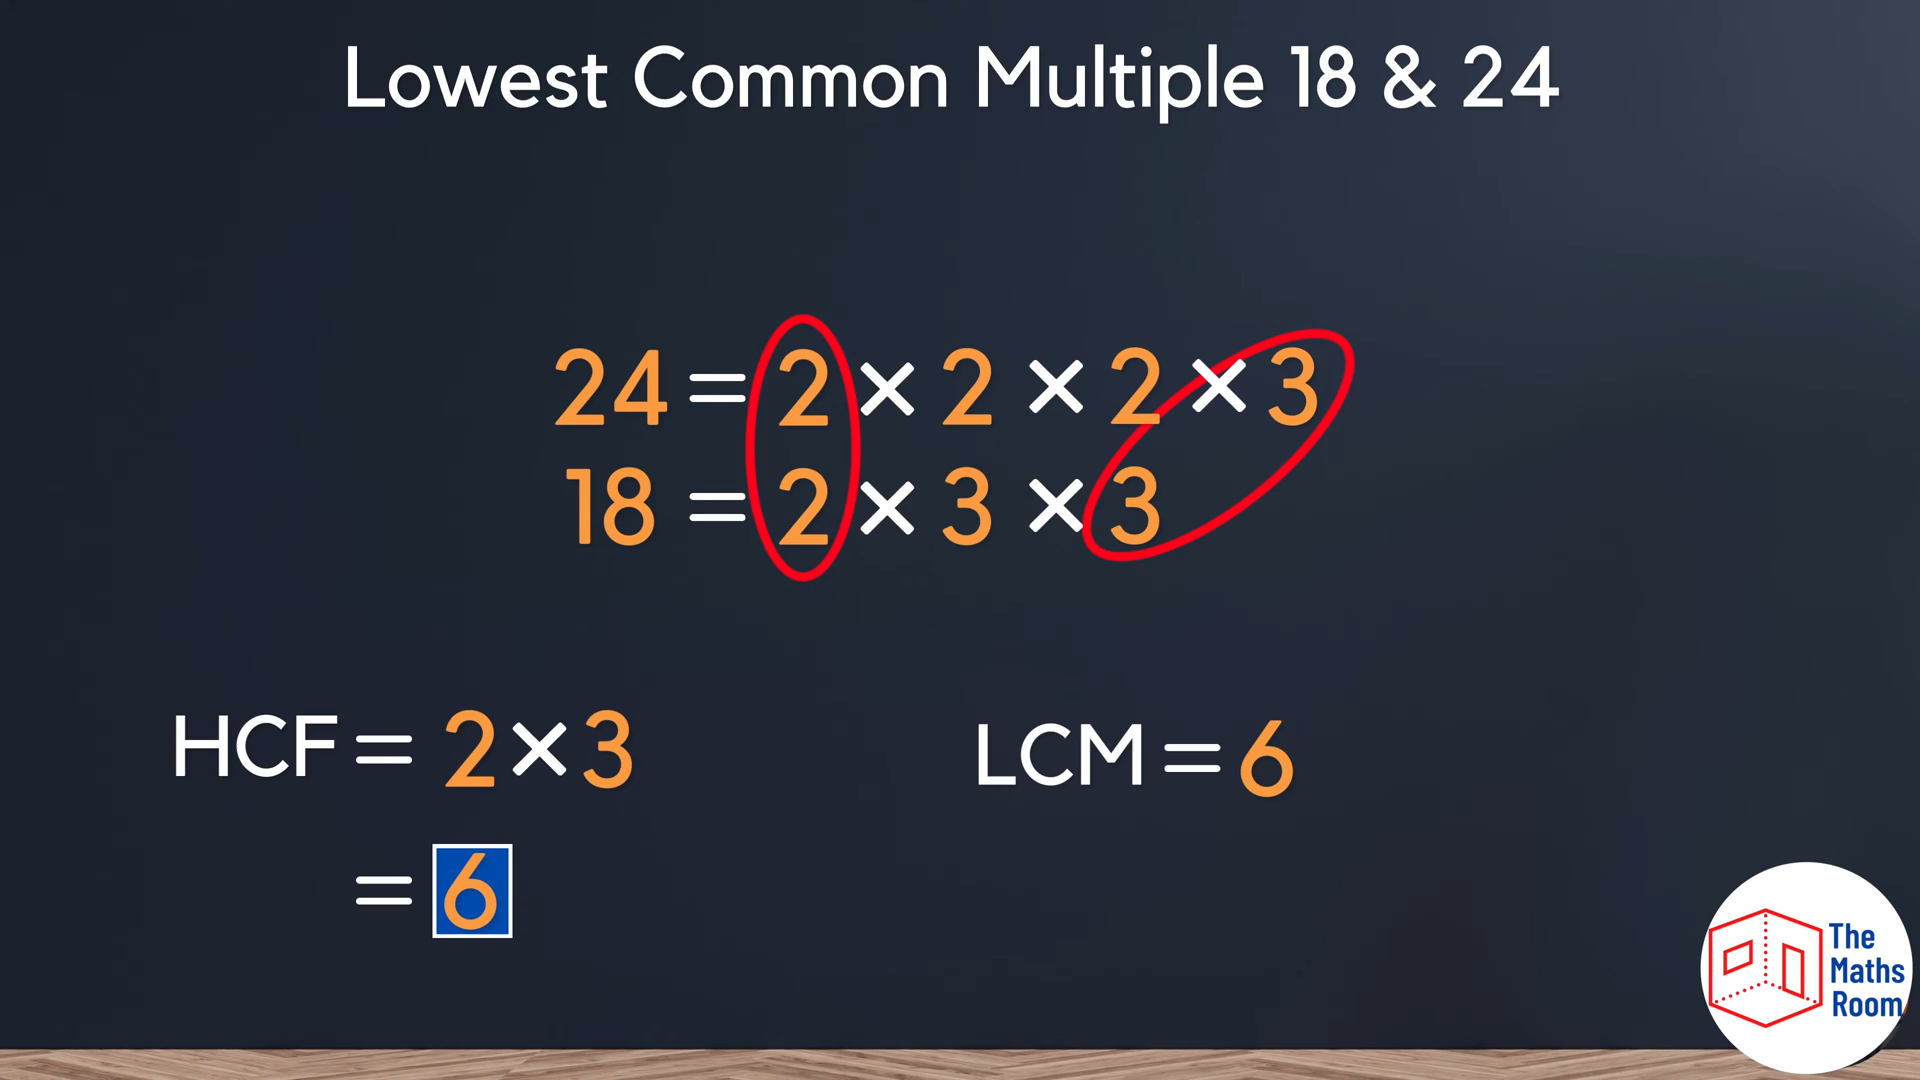 Lowest Common Multiple 18 & 24
24 = 2 × 2 × 2 × 3
18 = 2 × 3 × 3
HCF = 2 × 3
LCM = 6
= 6
The
Maths
Room